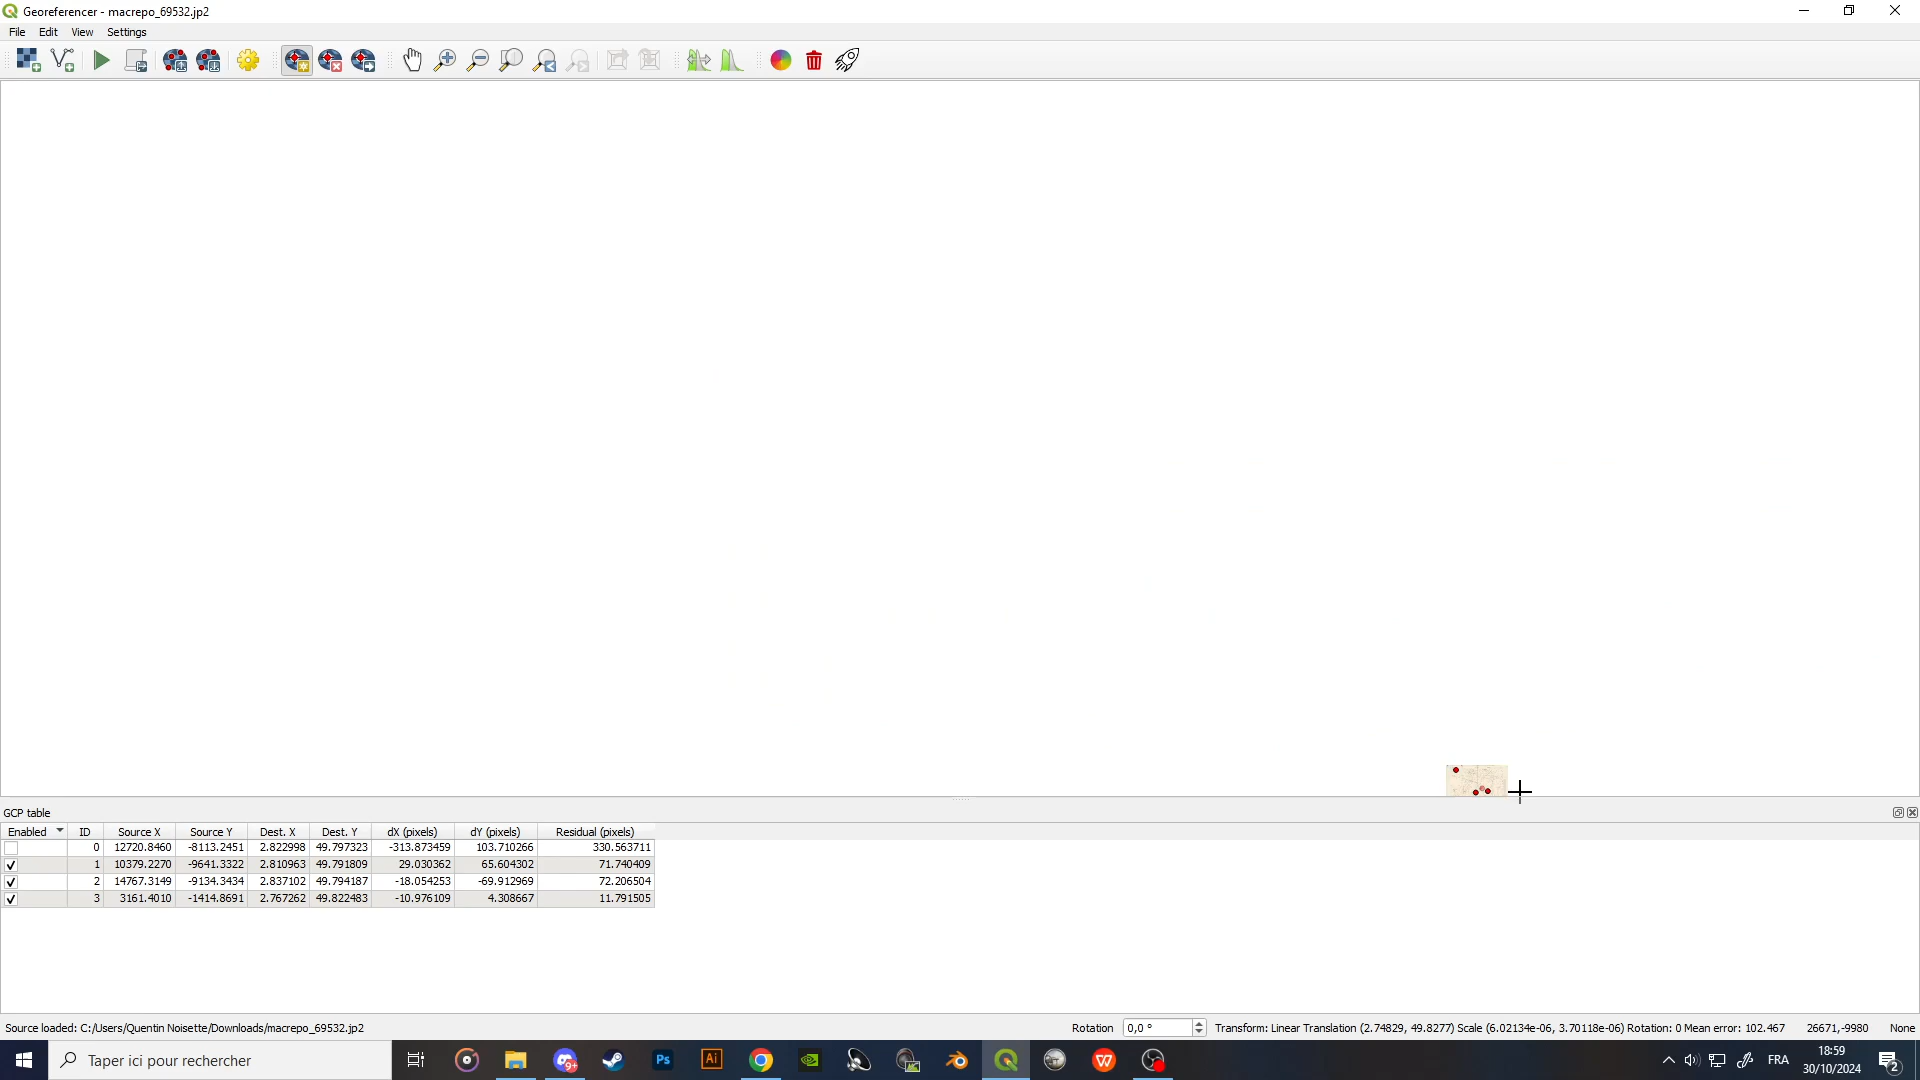 Georeferencer - macrepo_69532.jp2
File Edit View Settings
GCP table
Enabled ID Source X Source Y Dest. X Dest. Y dX (pixels) dY (pixels) Residual (pixels)
0 12720.8460 -8113.2451 2.822998 49.797323 -313.873459 103.710266 330.563711
1 10379.2270 -9641.3322 2.810963 49.791809 29.030362 65.604302 71.740409
2 14767.3149 -9134.3434 2.837102 49.794187 -18.054253 -69.912969 72.206504
3 3161.4010 -1414.8691 2.767262 49.822483 -10.976109 4.308667 11.791505
Source loaded: C:/Users/Quentin Noisette/Downloads/macrepo_69532.jp2 Rotation 0,0 ° Transform: Linear Translation (2.74829, 49.8277) Scale (6.02134e-06, 3.70118e-06) Rotation: 0 Mean error: 102.467 26671,-9980 None
Taper ici pour rechercher 9+ Ps Ai W FRA 18:59 2
30/10/2024